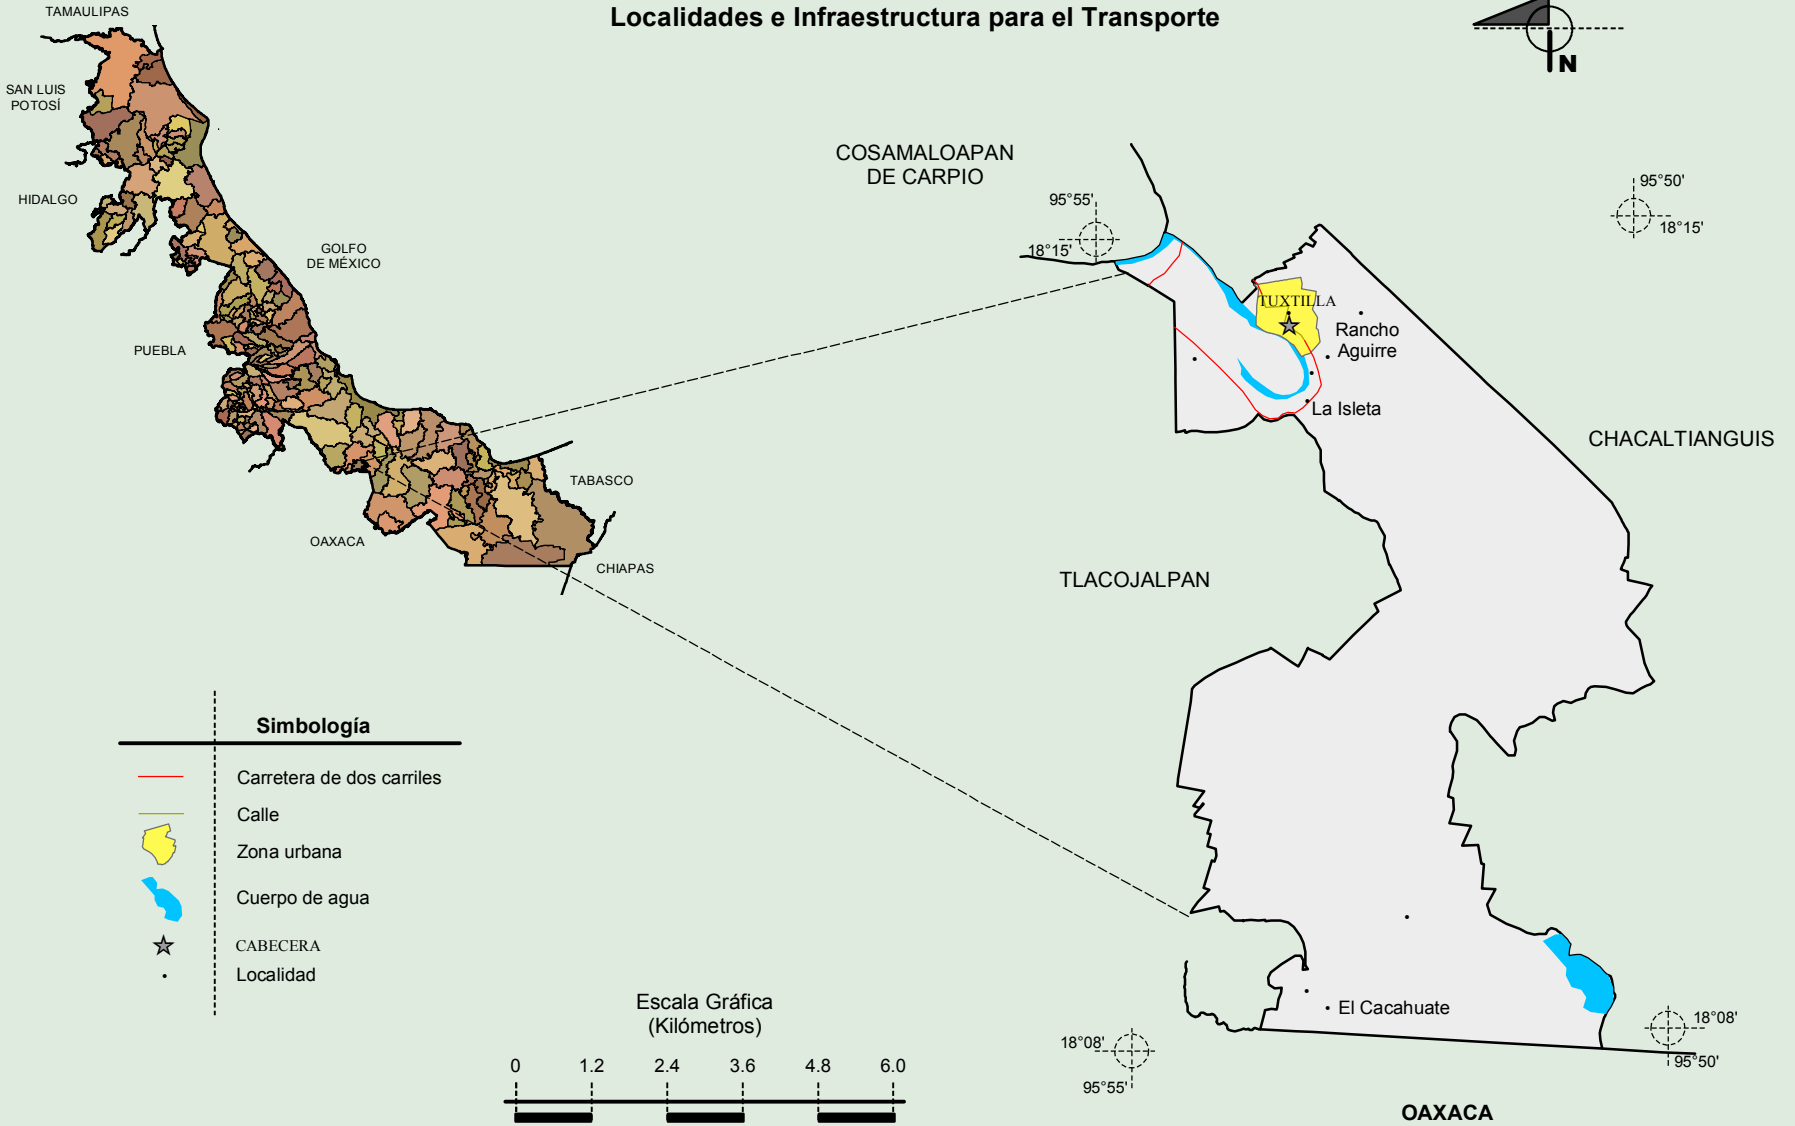 Localidades e Infraestructura para el Transporte
N
TAMAULIPAS
SAN LUIS
POTOSÍ
HIDALGO
GOLFO
DE MÉXICO
PUEBLA
OAXACA
TABASCO
CHIAPAS
COSAMALOAPAN
DE CARPIO
95°55'
18°15'
95°50'
18°15'
TUXTILLA
Rancho
Aguirre
La Isleta
CHACALTIANGUIS
TLACOJALPAN
El Cacahuate
18°08'
95°55'
18°08'
95°50'
OAXACA
Simbología
Carretera de dos carriles
Calle
Zona urbana
Cuerpo de agua
CABECERA
Localidad
Escala Gráfica
(Kilómetros)
0 1.2 2.4 3.6 4.8 6.0